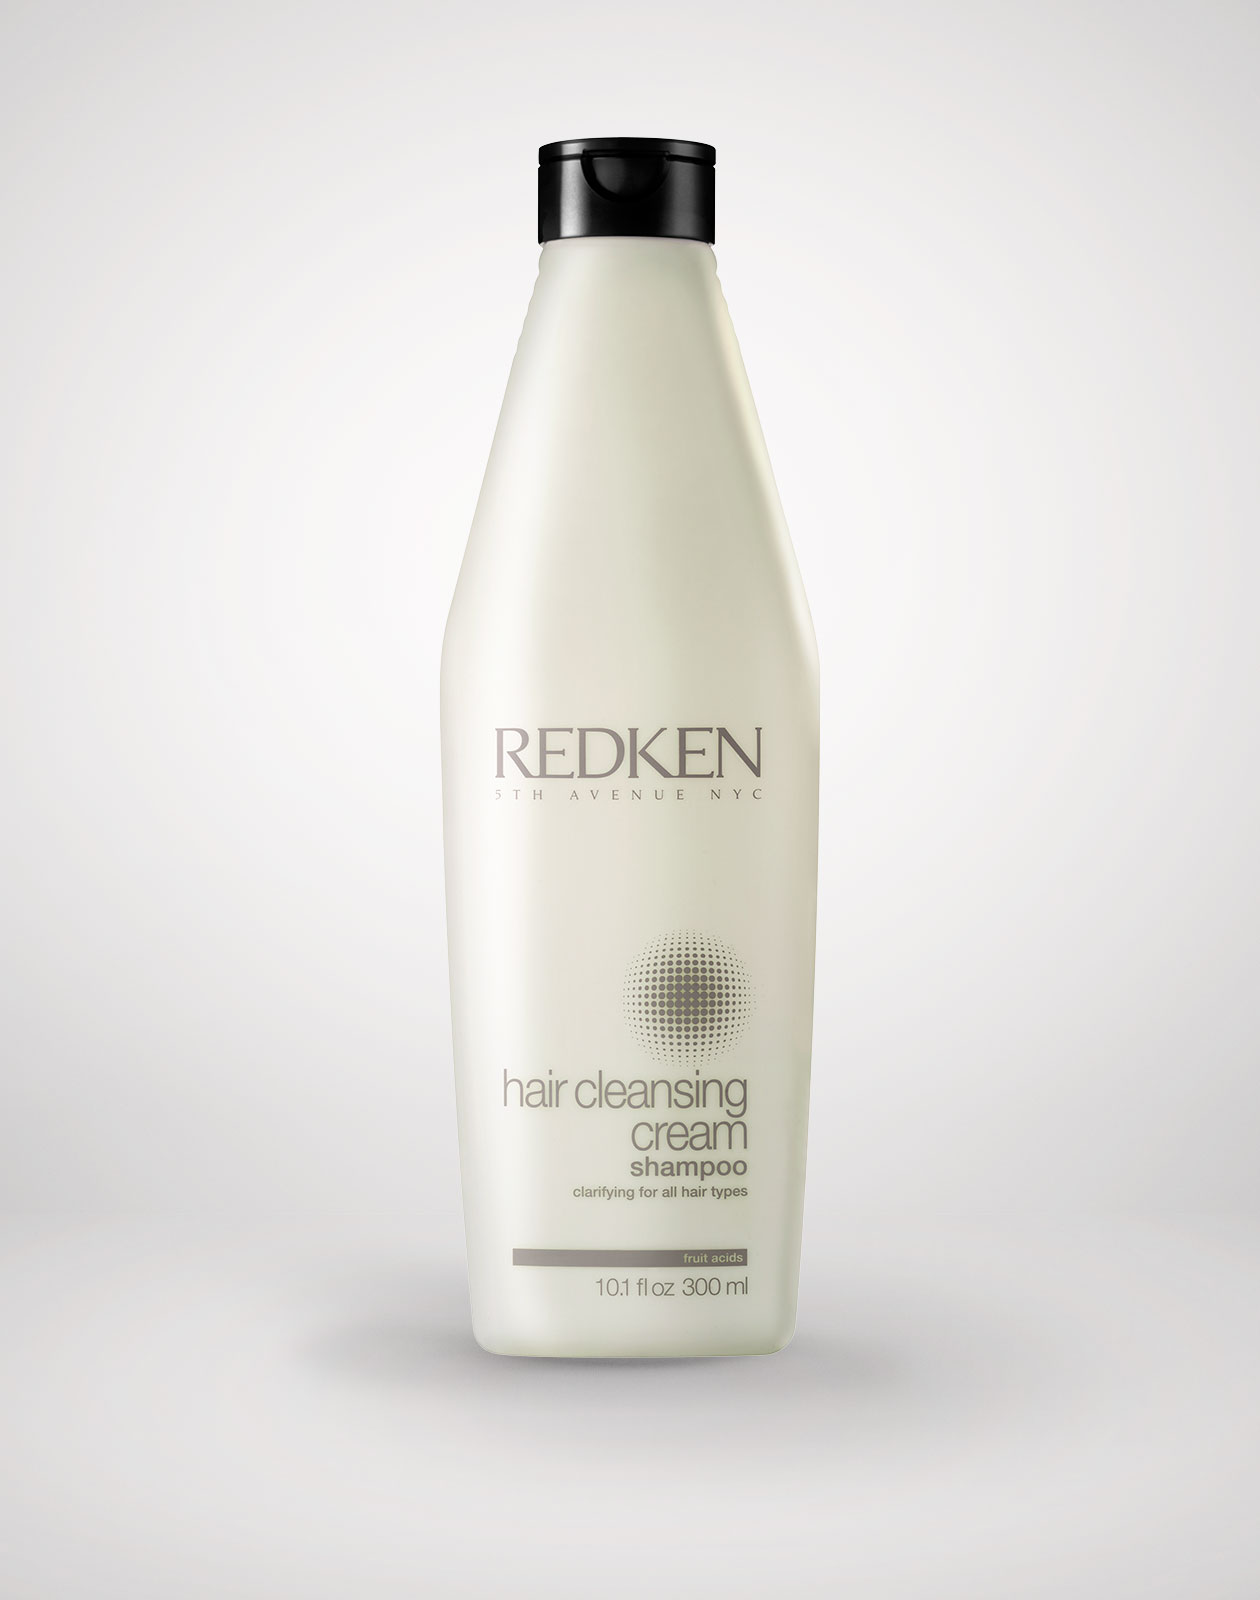 REDKEN
5TH AVENUE NYC
hair cleansing
cream
shampoo
clarifying for all hair types
fruit acids
10.1 fl oz 300 ml